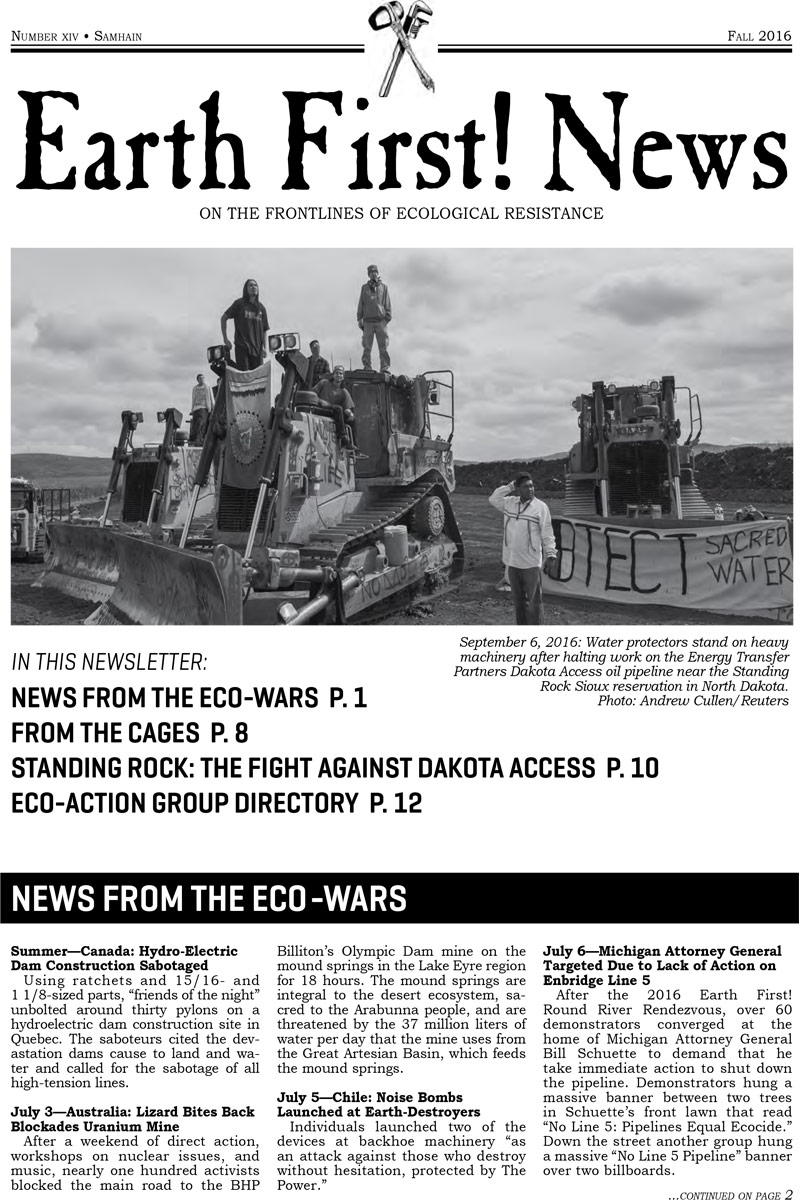 NUMBER XIV • SAMHAIN
FALL 2016
Earth First! News
ON THE FRONTLINES OF ECOLOGICAL RESISTANCE
SACRED
WATER
September 6, 2016: Water protectors stand on heavy
machinery after halting work on the Energy Transfer
Partners Dakota Access oil pipeline near the Standing
Rock Sioux reservation in North Dakota.
Photo: Andrew Cullen/Reuters
IN THIS NEWSLETTER:
NEWS FROM THE ECO-WARS P. 1
FROM THE CAGES P. 8
STANDING ROCK: THE FIGHT AGAINST DAKOTA ACCESS P. 10
ECO-ACTION GROUP DIRECTORY P. 12
NEWS FROM THE ECO-WARS
Summer—Canada: Hydro-Electric
Dam Construction Sabotaged
Using ratchets and 15/16- and
1 1/8-sized parts, “friends of the night”
unbolted around thirty pylons on a
hydroelectric dam construction site in
Quebec. The saboteurs cited the dev-
astation dams cause to land and wa-
ter and called for the sabotage of all
high-tension lines.
July 3—Australia: Lizard Bites Back
Blockades Uranium Mine
After a weekend of direct action,
workshops on nuclear issues, and
music, nearly one hundred activists
blocked the main road to the BHP
Billiton’s Olympic Dam mine on the
mound springs in the Lake Eyre region
for 18 hours. The mound springs are
integral to the desert ecosystem, sa-
cred to the Arabunna people, and are
threatened by the 37 million liters of
water per day that the mine uses from
the Great Artesian Basin, which feeds
the mound springs.
July 5—Chile: Noise Bombs
Launched at Earth-Destroyers
Individuals launched two of the
devices at backhoe machinery “as
an attack against those who destroy
without hesitation, protected by The
Power.”
July 6—Michigan Attorney General
Targeted Due to Lack of Action on
Enbridge Line 5
After the 2016 Earth First!
Round River Rendezvous, over 60
demonstrators converged at the
home of Michigan Attorney General
Bill Schuette to demand that he
take immediate action to shut down
the pipeline. Demonstrators hung a
massive banner between two trees
in Schuette’s front lawn that read
“No Line 5: Pipelines Equal Ecocide.”
Down the street another group hung
a massive “No Line 5 Pipeline” banner
over two billboards.
...CONTINUED ON PAGE 2